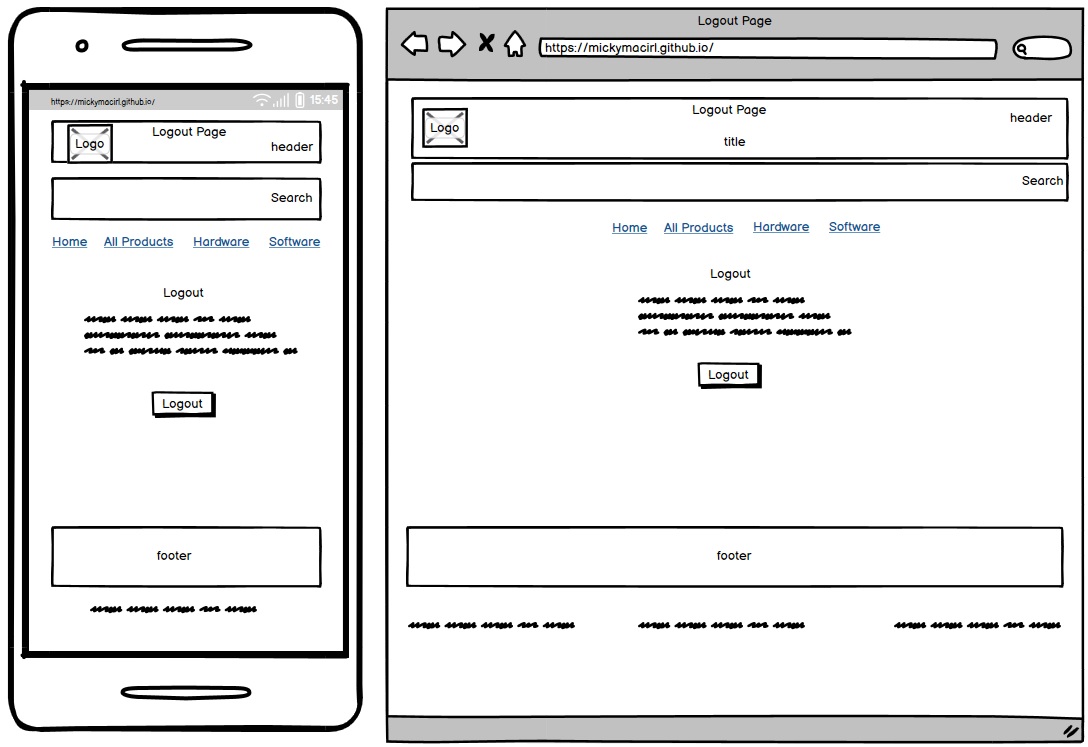 https://mickymacirl.github.io/ 15:45
Logo
Logout Page
header
Search
Home All Products Hardware Software
Logout
Logout
footer
Logout Page
https://mickymacirl.github.io/
Logo
Logout Page
header
title
Search
Home All Products Hardware Software
Logout
Logout
footer